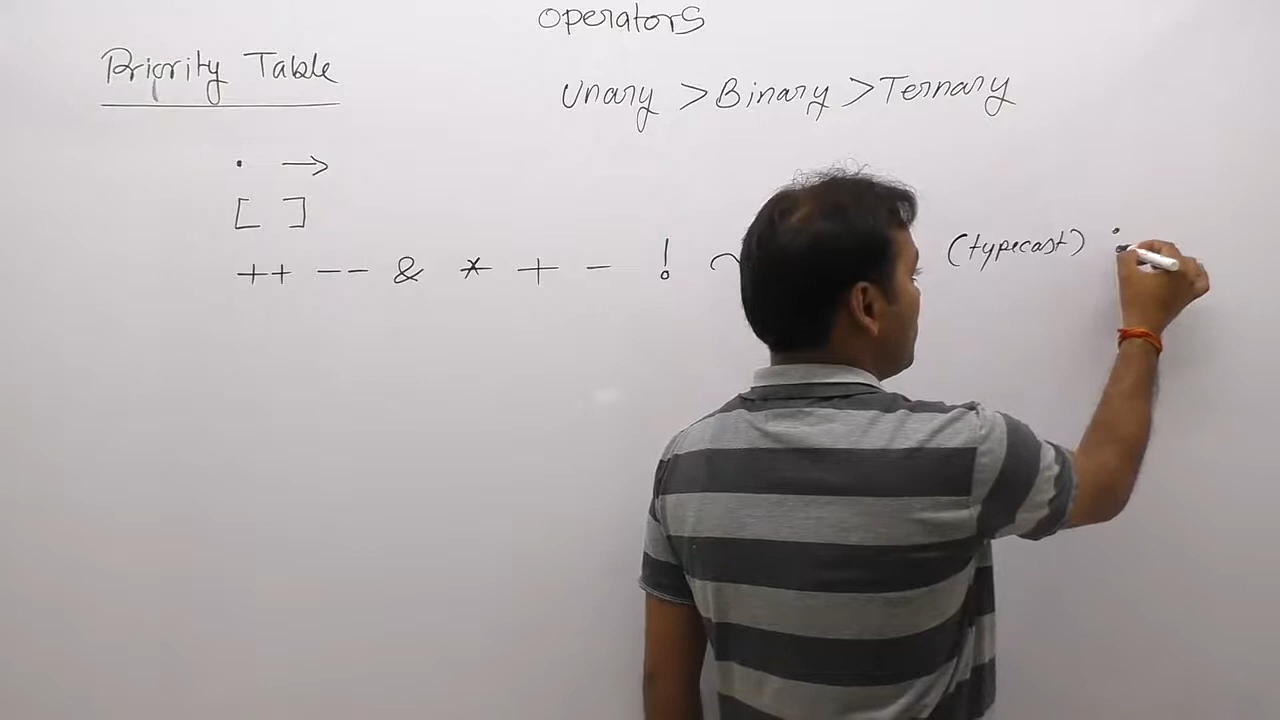 Operators
Priority Table
Unary > Binary > Ternary
. →
[ ]
++ -- & * + - ! ~ (typecast)